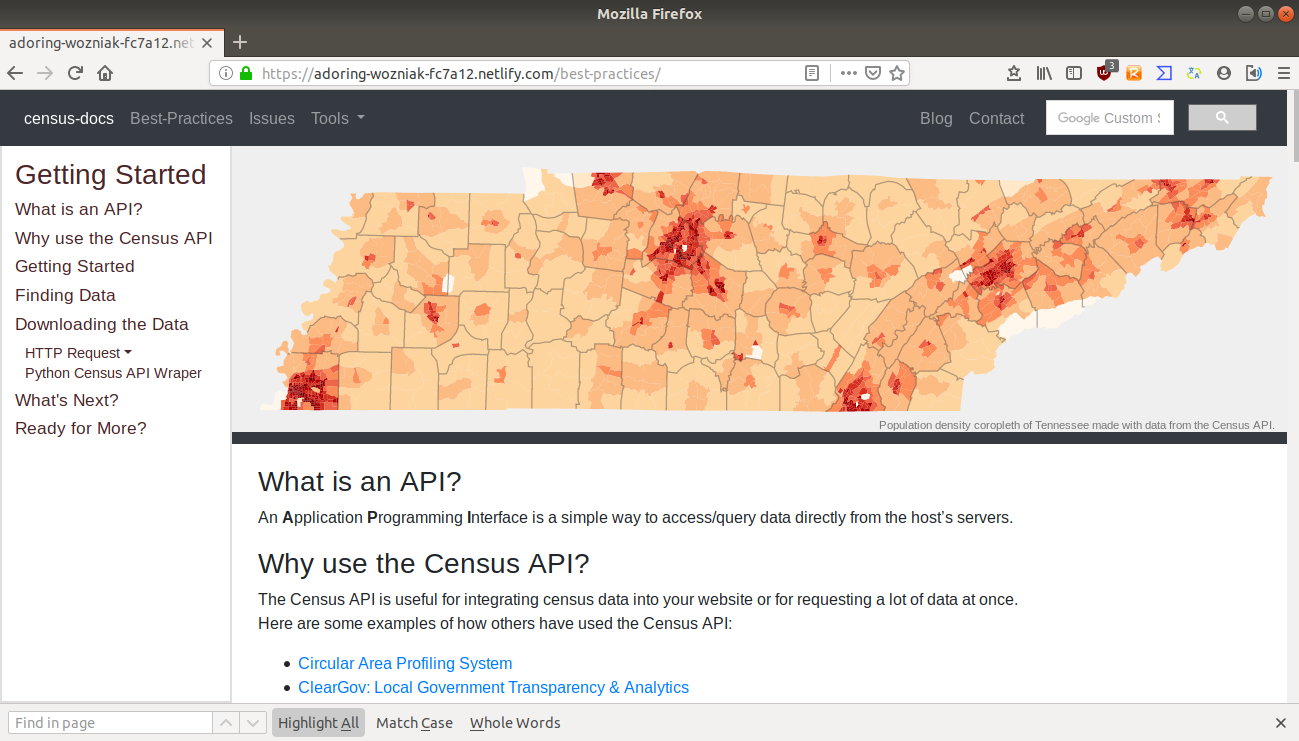 Mozilla Firefox
adoring-wozniak-fc7a12.net
https://adoring-wozniak-fc7a12.netlify.com/best-practices/
3
census-docs Best-Practices Issues Tools Blog Contact Google Custom S
Getting Started
What is an API?
Why use the Census API
Getting Started
Finding Data
Downloading the Data
HTTP Request
Python Census API Wraper
What's Next?
Ready for More?
Population density coropleth of Tennessee made with data from the Census API.
What is an API?
An Application Programming Interface is a simple way to access/query data directly from the host’s servers.
Why use the Census API?
The Census API is useful for integrating census data into your website or for requesting a lot of data at once.
Here are some examples of how others have used the Census API:
Circular Area Profiling System
ClearGov: Local Government Transparency & Analytics
Find in page Highlight All Match Case Whole Words